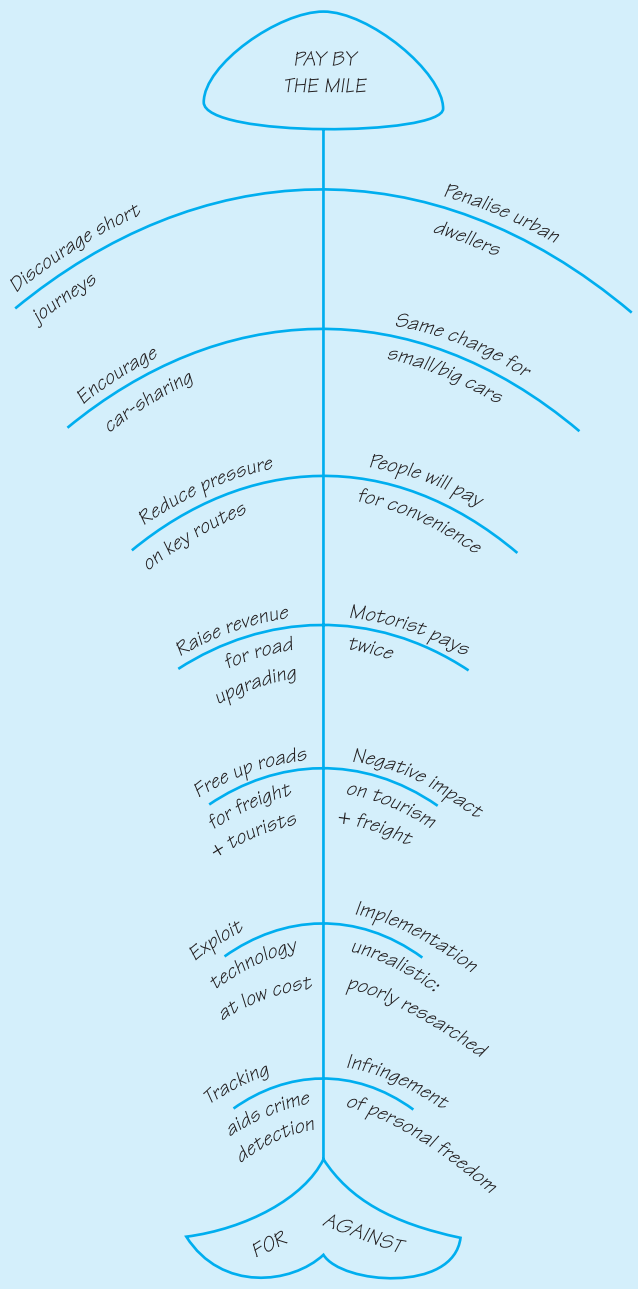 PAY BY
THE MILE
Discourage short
journeys
Penalise urban
dwellers
Encourage
car-sharing
Same charge for
small/big cars
Reduce pressure
on key routes
People will pay
for convenience
Raise revenue
for road
upgrading
Motorist pays
twice
Free up roads
for freight
+ tourists
Negative impact
on tourism
+ freight
Exploit
technology
at low cost
Implementation
unrealistic:
poorly researched
Tracking
aids crime
detection
Infringement
of personal freedom
FOR
AGAINST